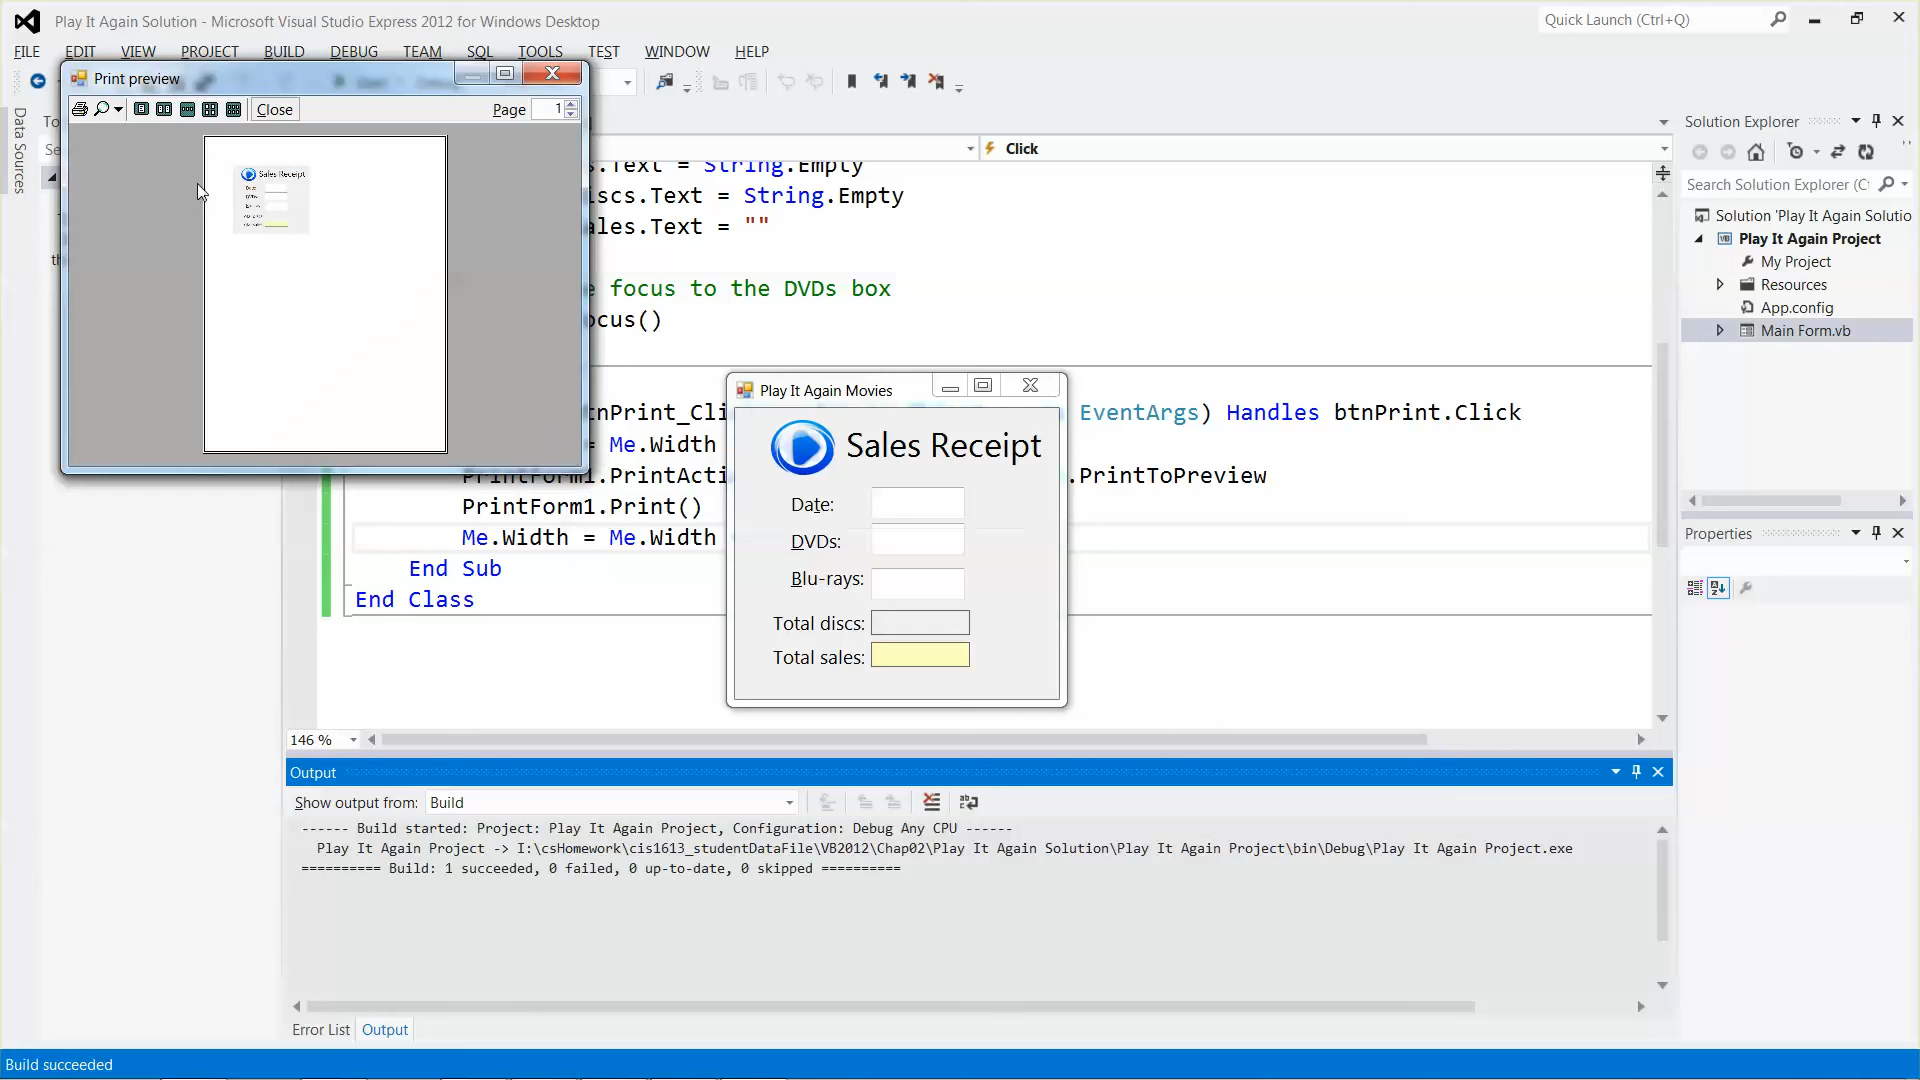 Play It Again Solution - Microsoft Visual Studio Express 2012 for Windows Desktop
Quick Launch (Ctrl+Q)
FILE EDIT VIEW PROJECT BUILD DEBUG TEAM SQL TOOLS TEST WINDOW HELP
Print preview
Close
Page 1
Sales Receipt
Data Sources
Click
.Text = String.Empty
iscs.Text = String.Empty
ales.Text = ""
e focus to the DVDs box
ocus()
tnPrint_Cli
EventArgs) Handles btnPrint.Click
= Me.Width
PrintForm1.PrintActi
.PrintToPreview
PrintForm1.Print()
Me.Width = Me.Width
End Sub
End Class
Play It Again Movies
Sales Receipt
Date:
DVDs:
Blu-rays:
Total discs:
Total sales:
146 %
Output
Show output from: Build
------ Build started: Project: Play It Again Project, Configuration: Debug Any CPU ------
Play It Again Project -> I:\csHomework\cis1613_studentDataFile\VB2012\Chap02\Play It Again Solution\Play It Again Project\bin\Debug\Play It Again Project.exe
========== Build: 1 succeeded, 0 failed, 0 up-to-date, 0 skipped ==========
Error List Output
Build succeeded
Solution Explorer
Search Solution Explorer (Ct
Solution 'Play It Again Solutio
Play It Again Project
My Project
Resources
App.config
Main Form.vb
Properties